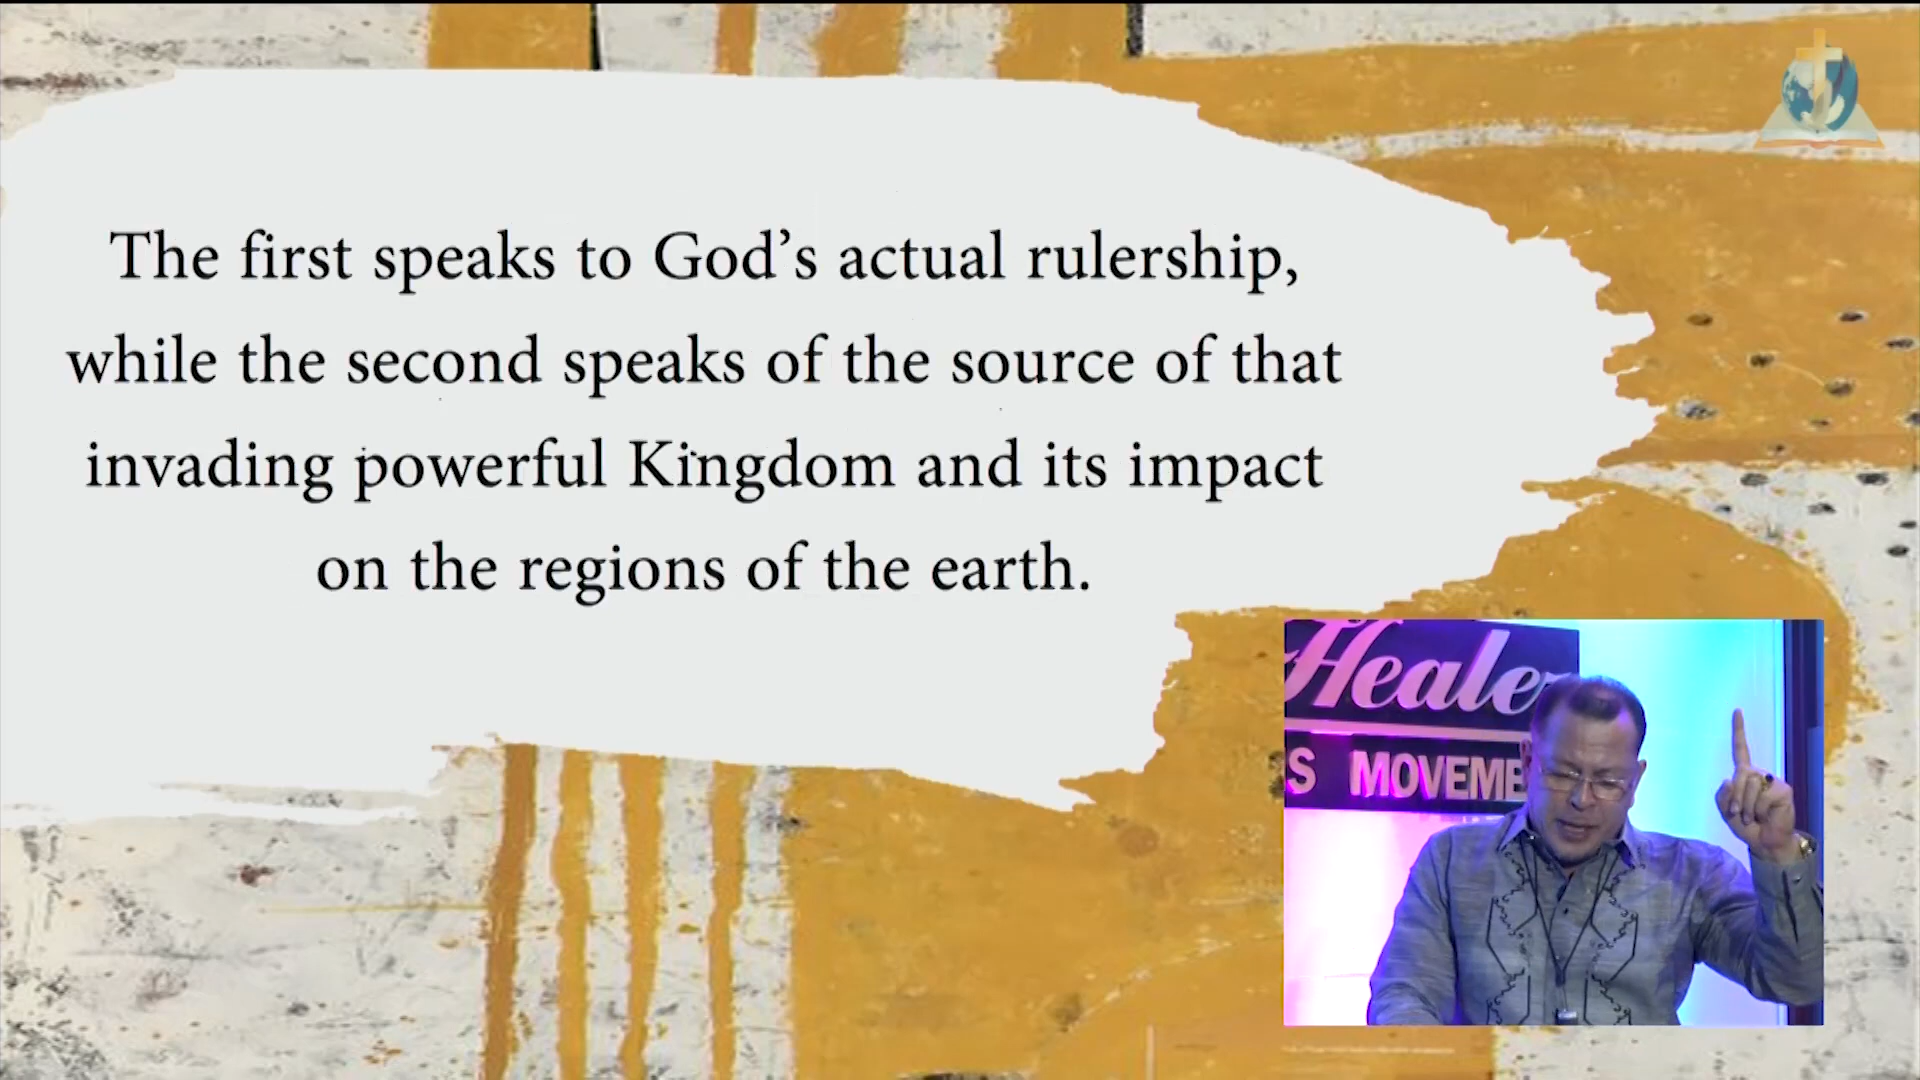 The first speaks to God’s actual rulership,
while the second speaks of the source of that
invading powerful Kingdom and its impact
on the regions of the earth.
Healer
S MOVEME